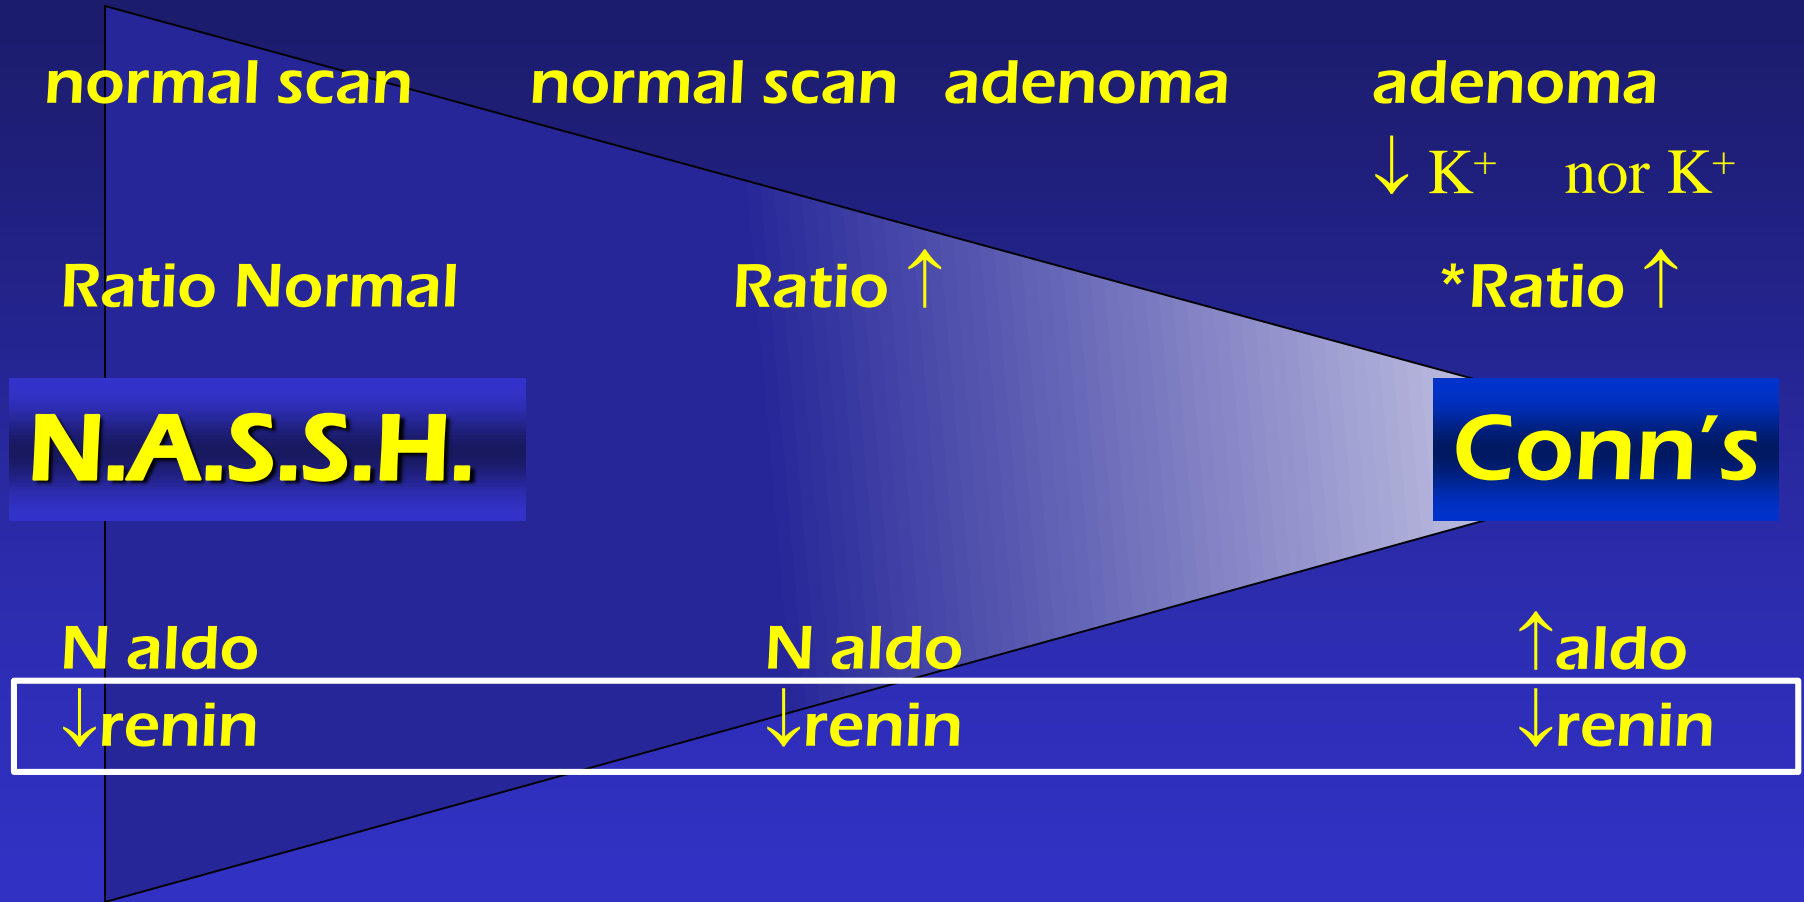 normal scan normal scan adenoma adenoma
↓ K⁺ nor K⁺
Ratio Normal Ratio ↑ *Ratio ↑
N.A.S.S.H. Conn’s
N aldo N aldo ↑aldo
↓renin ↓renin ↓renin